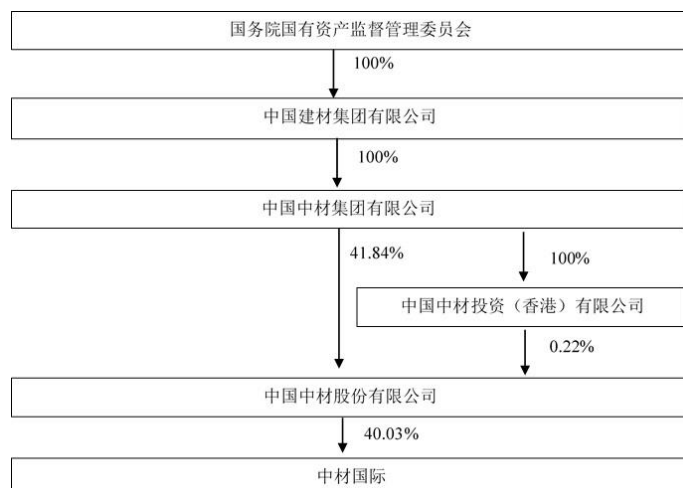 国务院国有资产监督管理委员会
100%
中国建材集团有限公司
100%
中国中材集团有限公司
41.84%
100%
中国中材投资（香港）有限公司
0.22%
中国中材股份有限公司
40.03%
中材国际